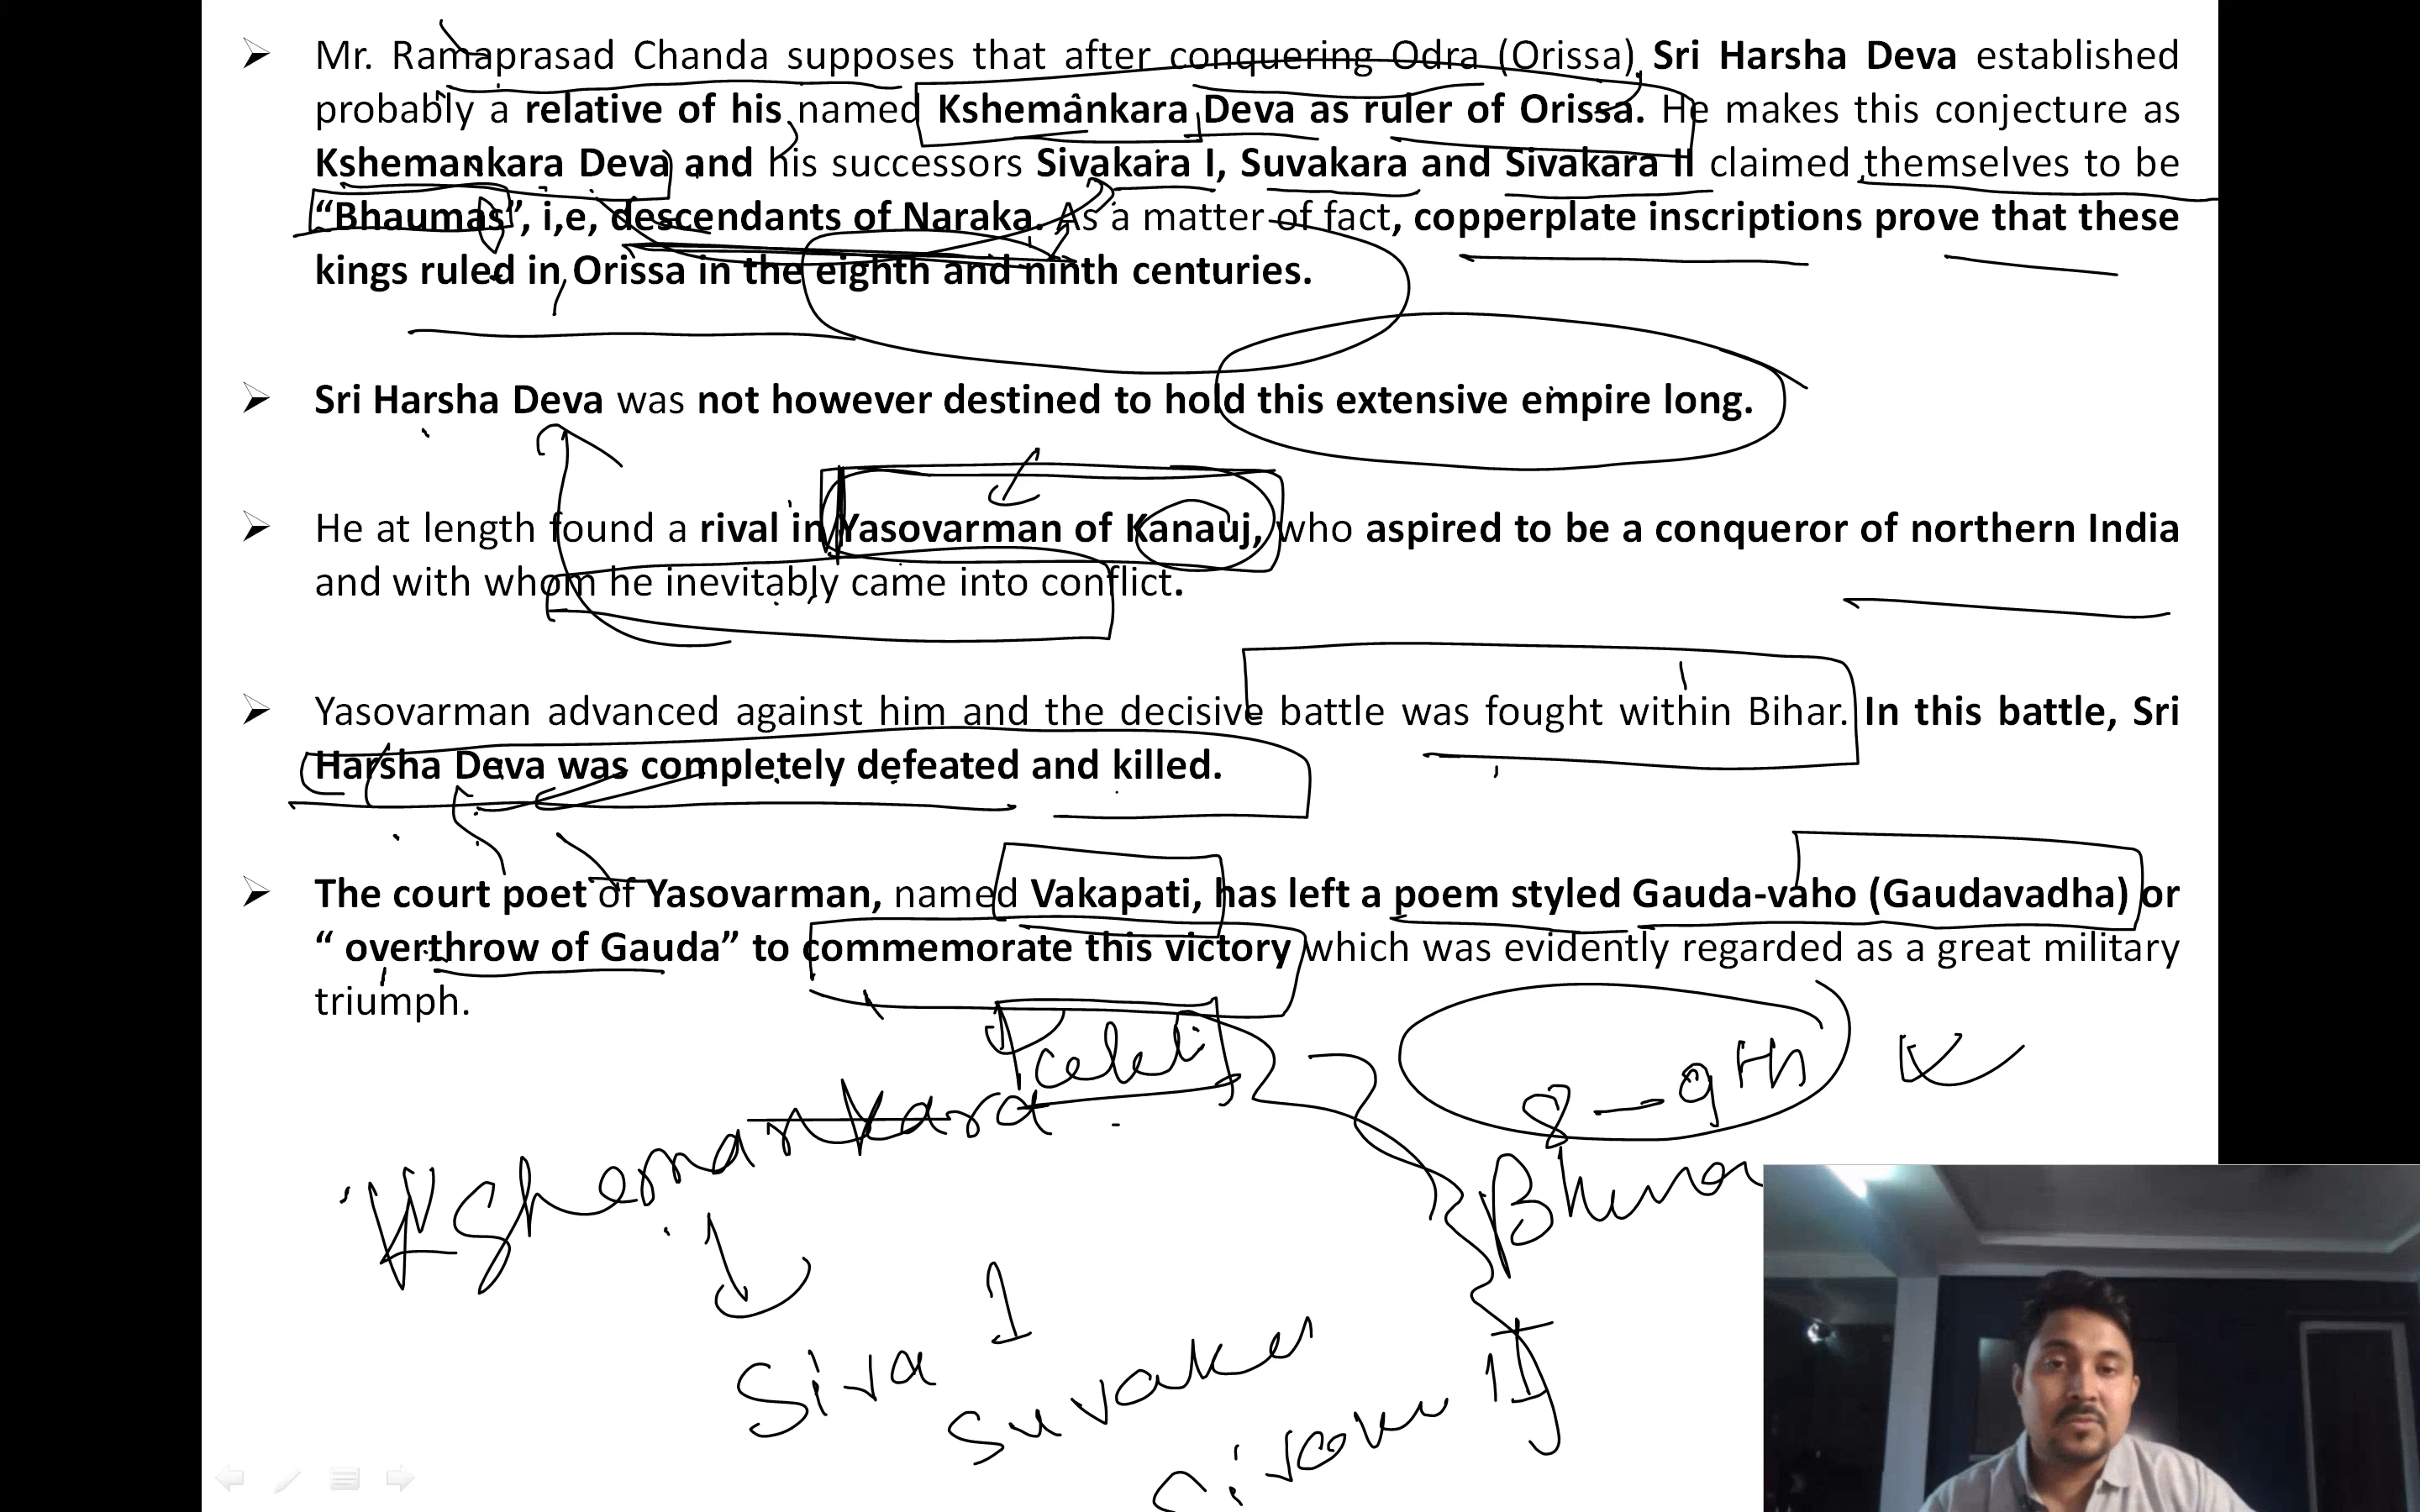 Mr. Ramaprasad Chanda supposes that after conquering Odra (Orissa), Sri Harsha Deva established
probably a relative of his named Kshemânkara Deva as ruler of Orissa. He makes this conjecture as
Kshemankara Deva and his successors Sivakara I, Suvakara and Sivakara II claimed themselves to be
“Bhaumas”, i,e, descendants of Naraka. As a matter of fact, copperplate inscriptions prove that these
kings ruled in Orissa in the eighth and ninth centuries.
Sri Harsha Deva was not however destined to hold this extensive empire long.
He at length found a rival in Yasovarman of Kanauj, who aspired to be a conqueror of northern India
and with whom he inevitably came into conflict.
Yasovarman advanced against him and the decisive battle was fought within Bihar. In this battle, Sri
Harsha Deva was completely defeated and killed.
The court poet of Yasovarman, named Vakapati, has left a poem styled Gauda-vaho (Gaudavadha) or
“ overthrow of Gauda” to commemorate this victory which was evidently regarded as a great military
triumph.
8-9th
Kshemankara
Siva I